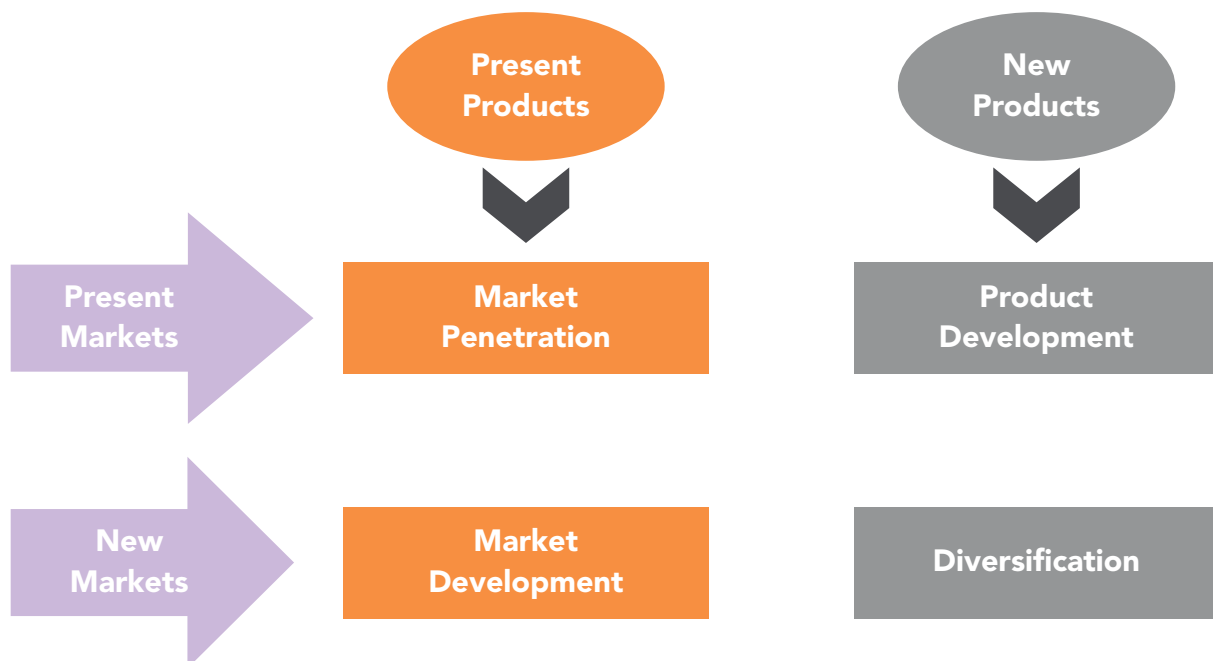 Present
Products
New
Products
Present
Markets
Market
Penetration
Product
Development
New
Markets
Market
Development
Diversification